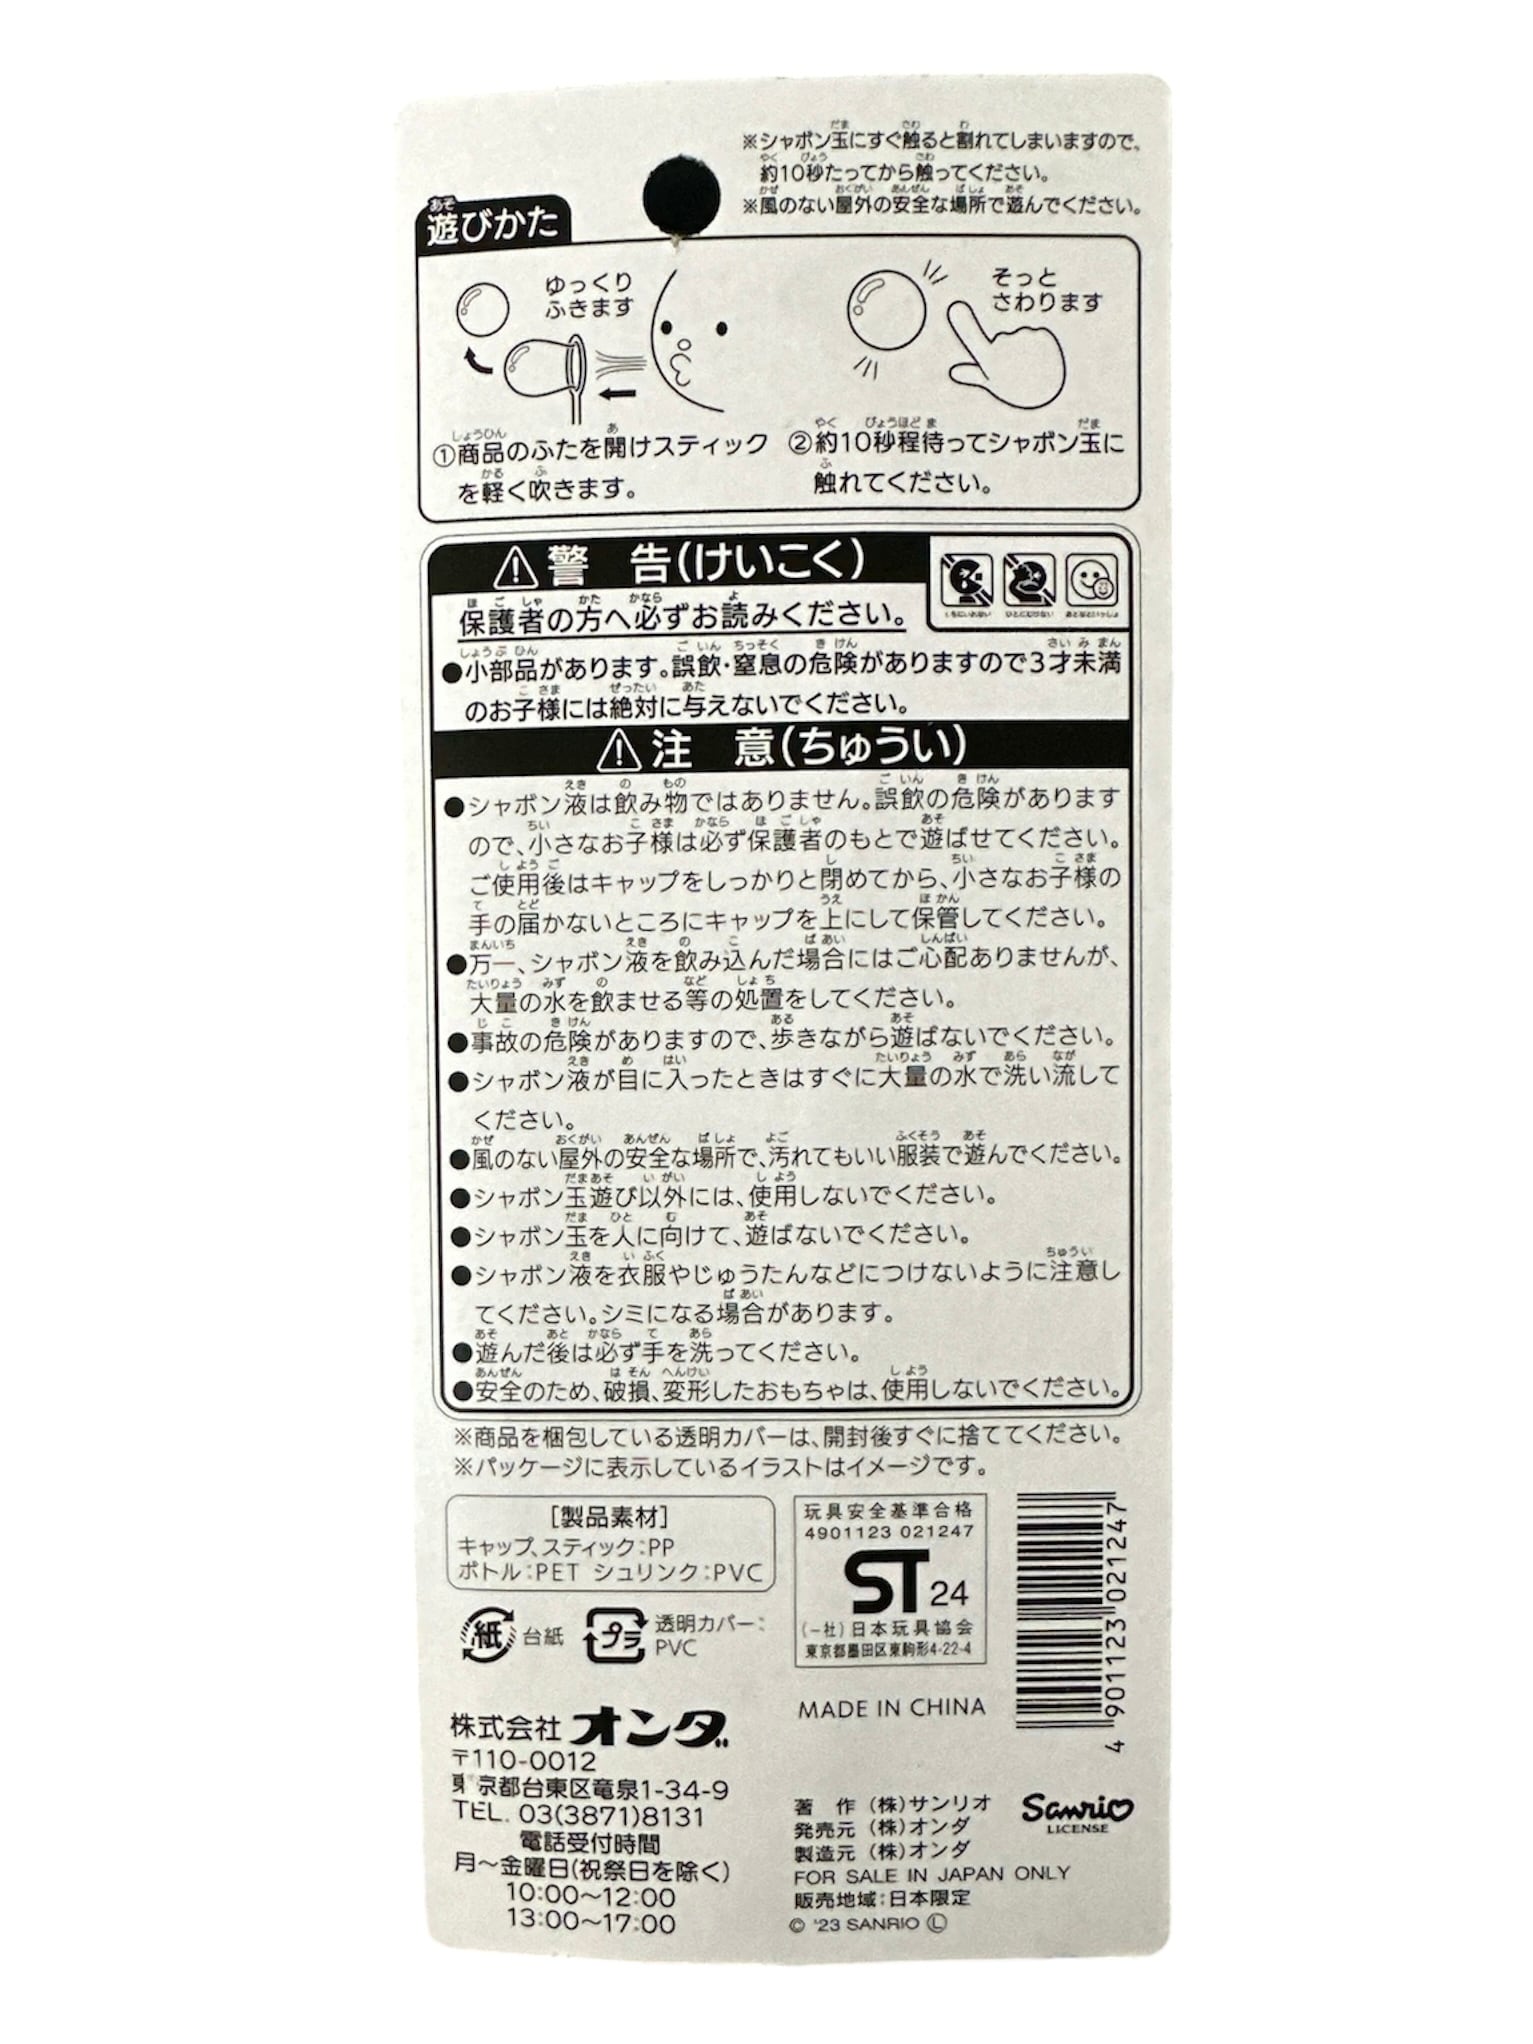 ※シャボン玉にすぐ触ると割れてしまいますので、
約10秒たってから触ってください。
※風のない屋外の安全な場所で遊んでください。
遊びかた
ゆっくり
ふきます
そっと
さわります
①商品のふたを開けスティック
を軽く吹きます。
②約10秒程待ってシャボン玉に
触れてください。
警 告(けいこく)
保護者の方へ必ずお読みください。
●小部品があります。誤飲・窒息の危険がありますので3才未満
のお子様には絶対に与えないでください。
注 意(ちゅうい)
●シャボン液は飲み物ではありません。誤飲の危険があります
ので、小さなお子様は必ず保護者のもとで遊ばせてください。
ご使用後はキャップをしっかりと閉めてから、小さなお子様の
手の届かないところにキャップを上にして保管してください。
●万一、シャボン液を飲み込んだ場合にはご心配ありませんが、
大量の水を飲ませる等の処置をしてください。
●事故の危険がありますので、歩きながら遊ばないでください。
●シャボン液が目に入ったときはすぐに大量の水で洗い流して
ください。
●風のない屋外の安全な場所で、汚れてもいい服装で遊んでください。
●シャボン玉遊び以外には、使用しないでください。
●シャボン玉を人に向けて、遊ばないでください。
●シャボン液を衣服やじゅうたんなどにつけないように注意し
てください。シミになる場合があります。
●遊んだ後は必ず手を洗ってください。
●安全のため、破損、変形したおもちゃは、使用しないでください。
※商品を梱包している透明カバーは、開封後すぐに捨ててください。
※パッケージに表示しているイラストはイメージです。
[製品素材]
キャップ、スティック:PP
ボトル:PET シュリンク:PVC
紙 台紙
プラ 透明カバー:
PVC
玩具安全基準合格
4901123 021247
ST 24
(一社)日本玩具協会
東京都墨田区東駒形4-22-4
4 901123 021247
MADE IN CHINA
株式会社オンダ
〒110-0012
東京都台東区竜泉1-34-9
TEL. 03(3871)8131
電話受付時間
月〜金曜日(祝祭日を除く)
10:00〜12:00
13:00〜17:00
著 作 (株)サンリオ
発売元 (株)オンダ
製造元 (株)オンダ
Sanrio
LICENSE
FOR SALE IN JAPAN ONLY
販売地域:日本限定
© '23 SANRIO Ⓛ